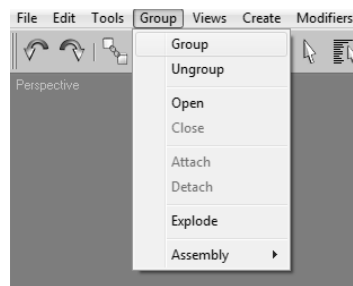 File Edit Tools Group Views Create Modifiers
Perspective
Group
Ungroup
Open
Close
Attach
Detach
Explode
Assembly